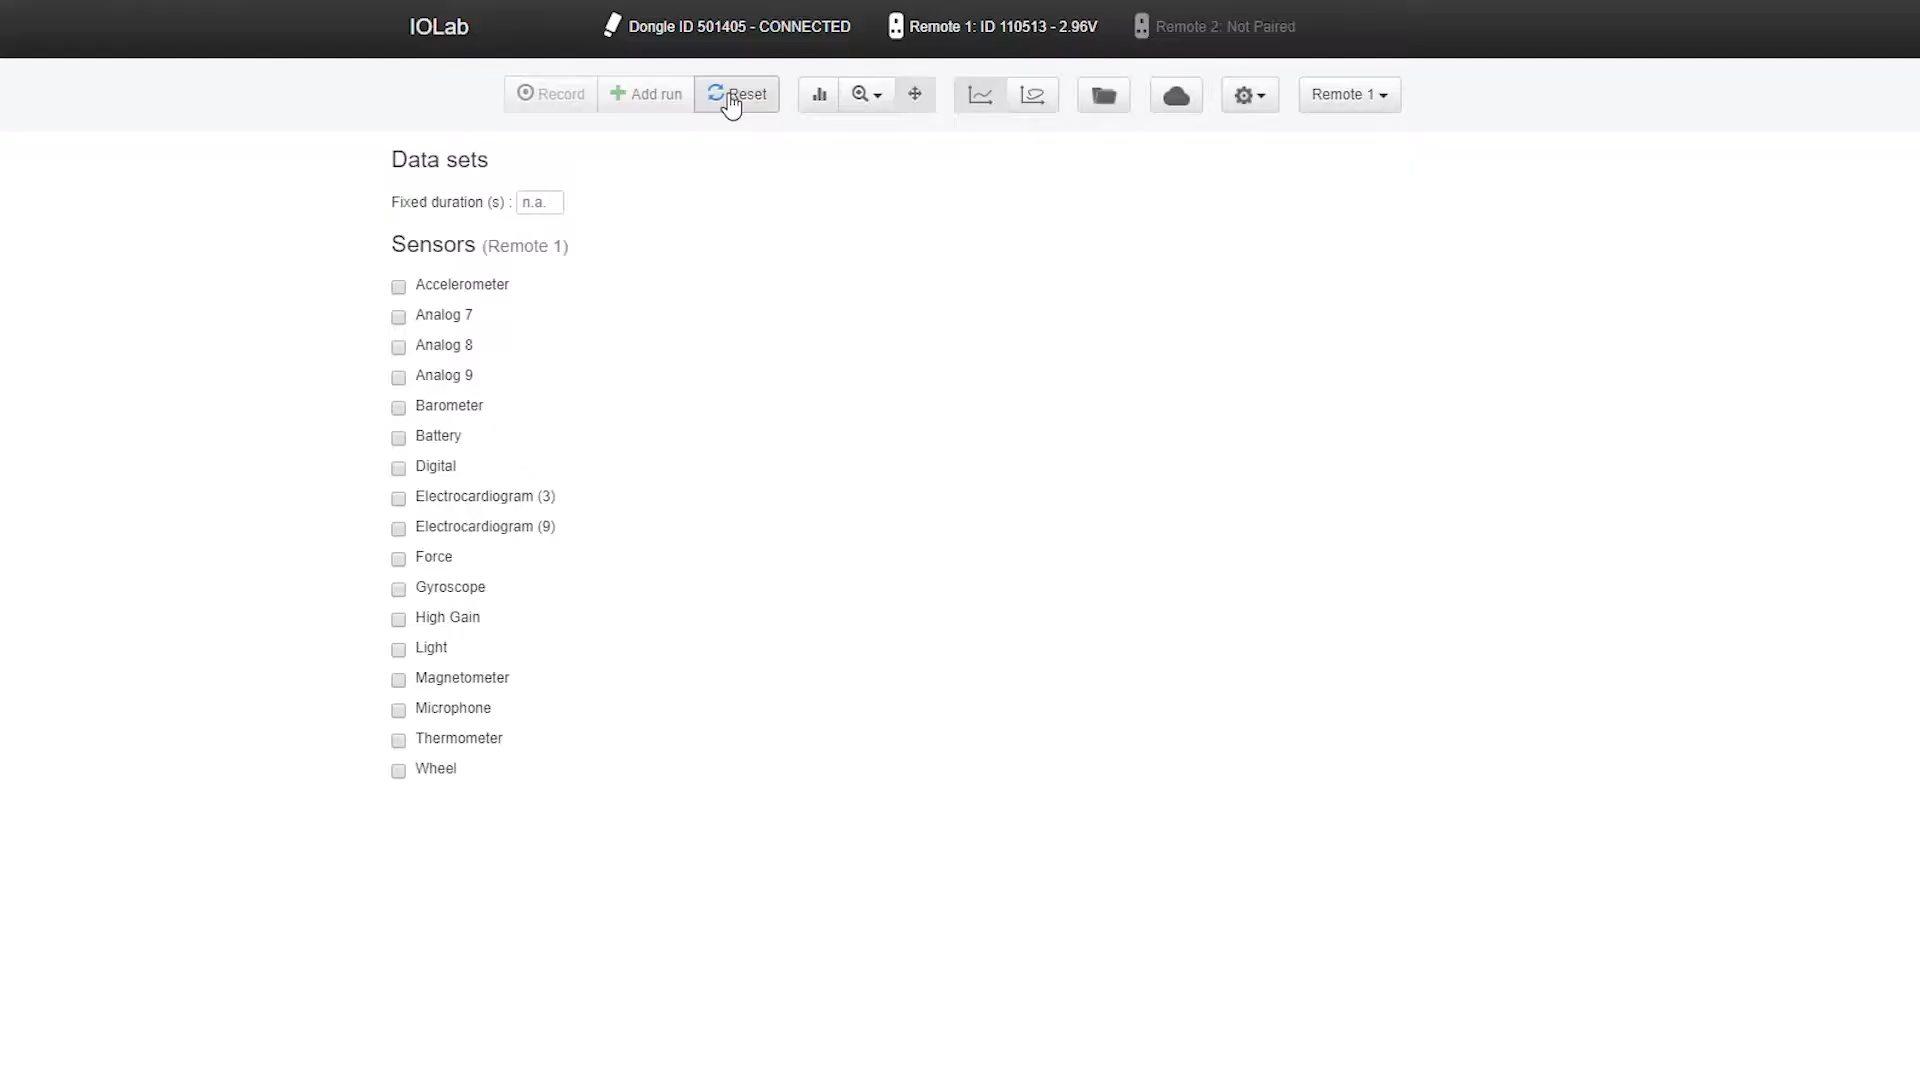 IOLab
Dongle ID 501405 - CONNECTED
Remote 1: ID 110513 - 2.96V
Remote 2: Not Paired
Record
Add run
Reset
Remote 1
Data sets
Fixed duration (s) : n.a.
Sensors (Remote 1)
Accelerometer
Analog 7
Analog 8
Analog 9
Barometer
Battery
Digital
Electrocardiogram (3)
Electrocardiogram (9)
Force
Gyroscope
High Gain
Light
Magnetometer
Microphone
Thermometer
Wheel